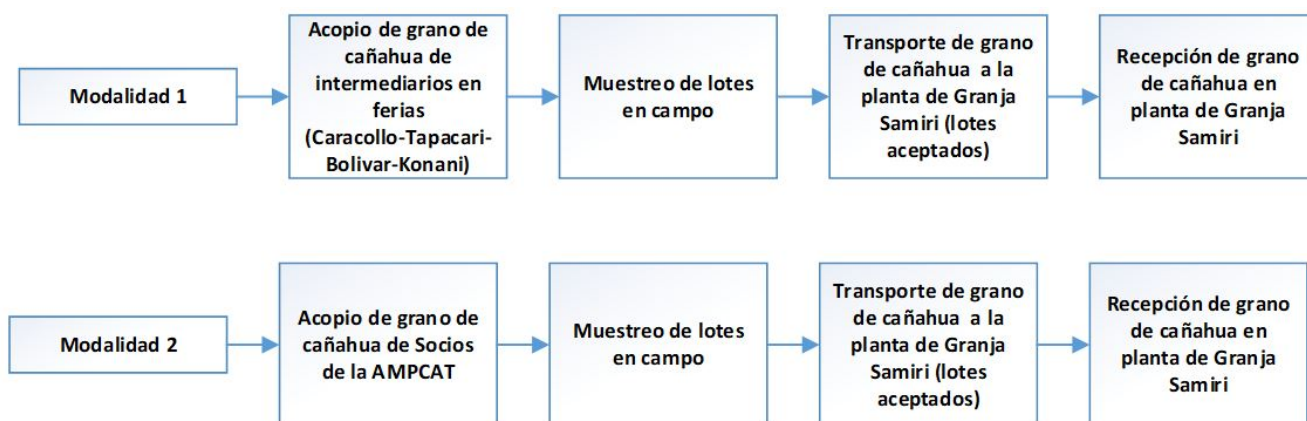 Modalidad 1
Acopio de grano de
cañahua de
intermediarios en
ferias
(Caracollo-Tapacari-
Bolivar-Konani)
Muestreo de lotes
en campo
Transporte de grano
de cañahua a la
planta de Granja
Samiri (lotes
aceptados)
Recepción de grano
de cañahua en
planta de Granja
Samiri
Modalidad 2
Acopio de grano de
cañahua de Socios
de la AMPCAT
Muestreo de lotes
en campo
Transporte de grano
de cañahua a la
planta de Granja
Samiri (lotes
aceptados)
Recepción de grano
de cañahua en
planta de Granja
Samiri